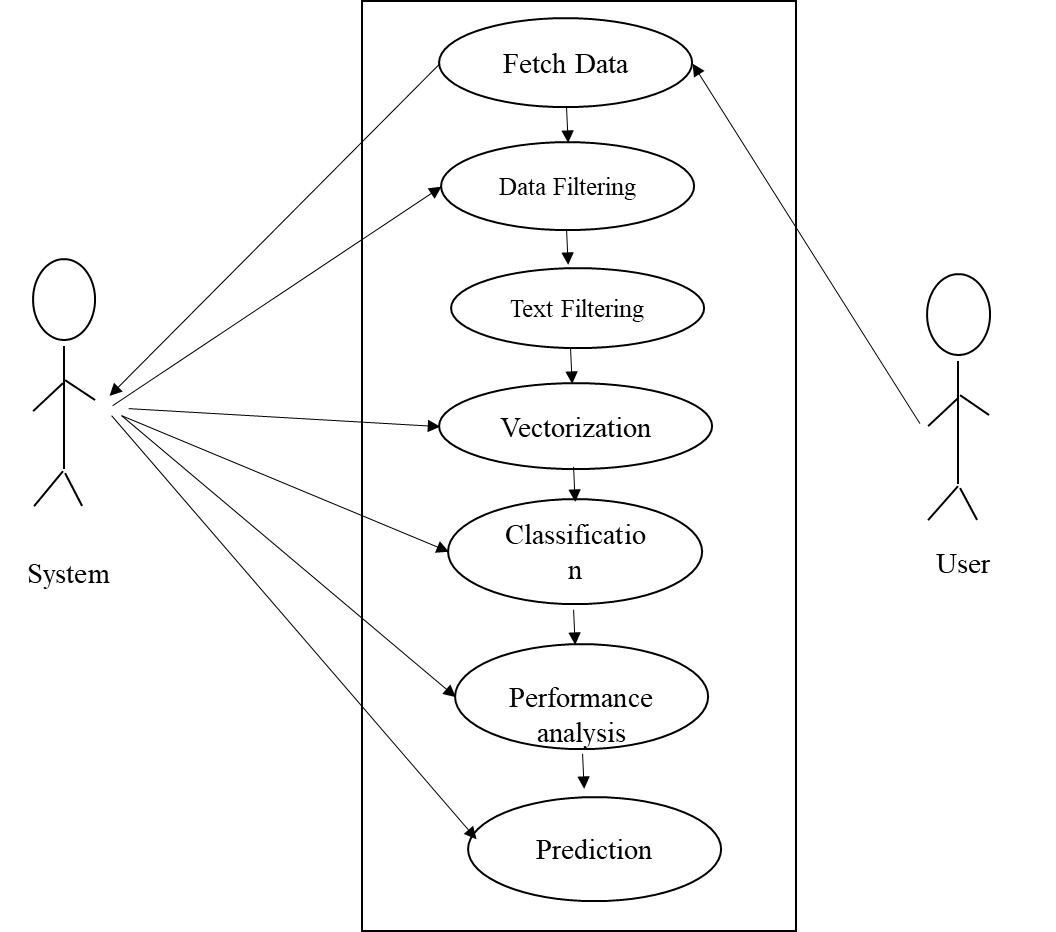 Fetch Data
Data Filtering
Text Filtering
Vectorization
Classificatio
n
Performance
analysis
Prediction
System
User